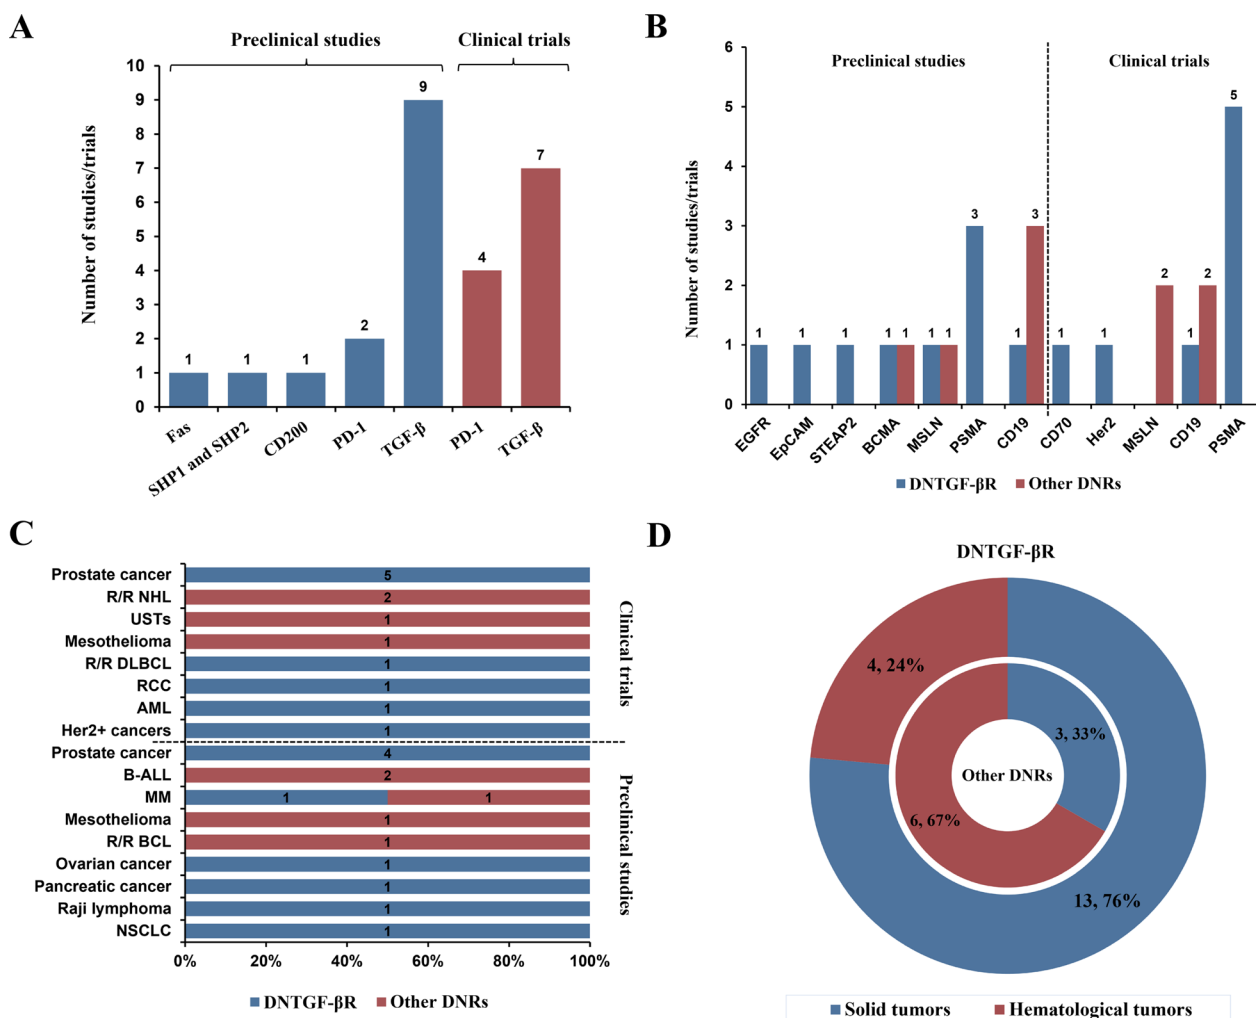 A
Preclinical studies
Clinical trials
Number of studies/trials
10
9
8
7
6
5
4
3
2
1
0
1
1
1
2
9
4
7
Fas
SHP1 and SHP2
CD200
PD-1
TGF-β
PD-1
TGF-β
B
Preclinical studies
Clinical trials
Number of studies/trials
6
5
4
3
2
1
0
1
1
1
1
1
1
1
3
1
3
1
1
2
1
2
5
EGFR
EpCAM
STEAP2
BCMA
MSLN
PSMA
CD19
CD70
Her2
MSLN
CD19
PSMA
DNTGF-βR
Other DNRs
C
Prostate cancer 5
R/R NHL 2
USTs 1
Mesothelioma 1
R/R DLBCL 1
RCC 1
AML 1
Her2+ cancers 1
Prostate cancer 4
B-ALL 2
MM 1 1
Mesothelioma 1
R/R BCL 1
Ovarian cancer 1
Pancreatic cancer 1
Raji lymphoma 1
NSCLC 1
Clinical trials
Preclinical studies
0% 20% 40% 60% 80% 100%
DNTGF-βR
Other DNRs
D
DNTGF-βR
4, 24%
3, 33%
Other DNRs
6, 67%
13, 76%
Solid tumors
Hematological tumors